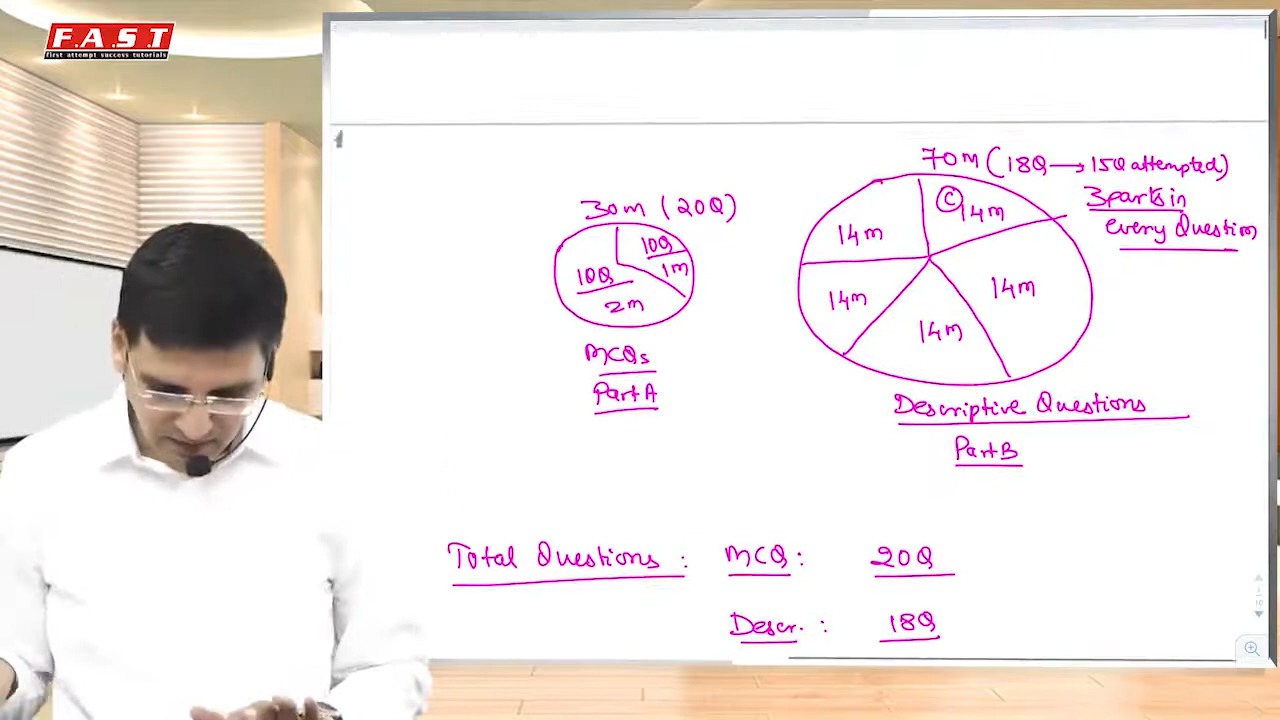 F.A.S.T
first attempt success tutorials
70m (18Q → 15Q attempted)
3 parts in
every Question
30m (20Q)
10Q
1m
10Q
2m
MCQs
Part A
C 14m
14m
14m
14m
14m
Descriptive Questions
Part B
Total Questions : MCQ : 20Q
Descr. : 18Q